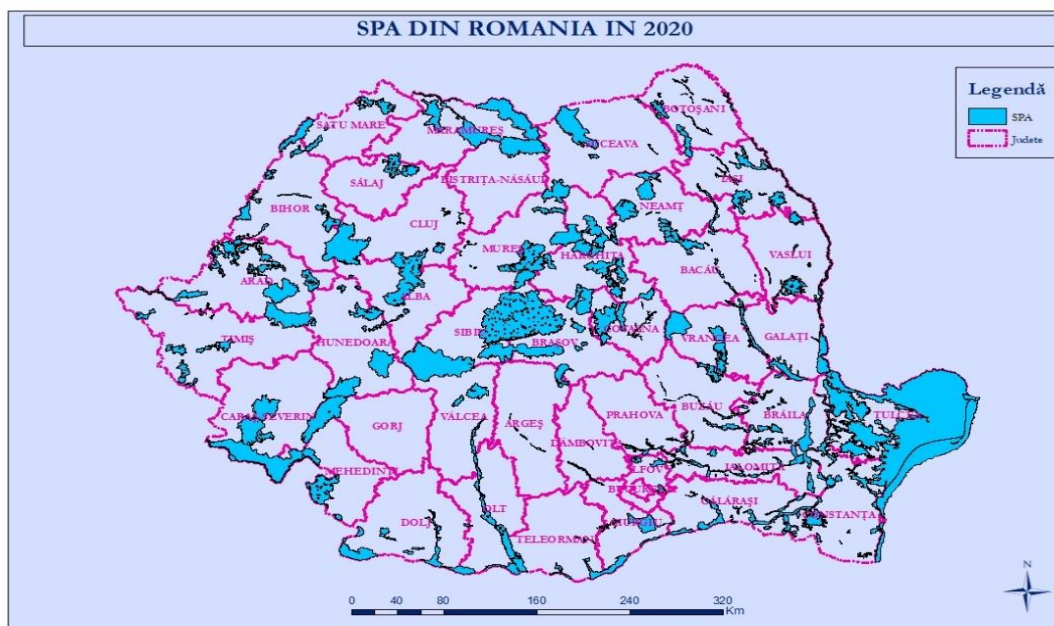 SPA DIN ROMANIA IN 2020
Legendă
SPA
Județe
BOTOȘANI
SATU MARE
MARAMUREȘ
SUCEAVA
IAȘI
SĂLAJ
BISTRIȚA-NĂSĂUD
NEAMȚ
BIHOR
CLUJ
MUREȘ
HARGHITA
BACĂU
VASLUI
ARAD
ALBA
SIBIU
COVASNA
TIMIȘ
HUNEDOARA
BRAȘOV
VRANCEA
GALAȚI
CARAȘ-SEVERIN
GORJ
VÂLCEA
ARGEȘ
PRAHOVA
BUZĂU
BRĂILA
TULCEA
DÂMBOVIȚA
MEHEDINȚI
ILFOV
IALOMIȚA
BUCUREȘTI
CĂLĂRAȘI
CONSTANȚA
DOLJ
OLT
GIURGIU
TELEORMAN
N
0 40 80 160 240 320
Km